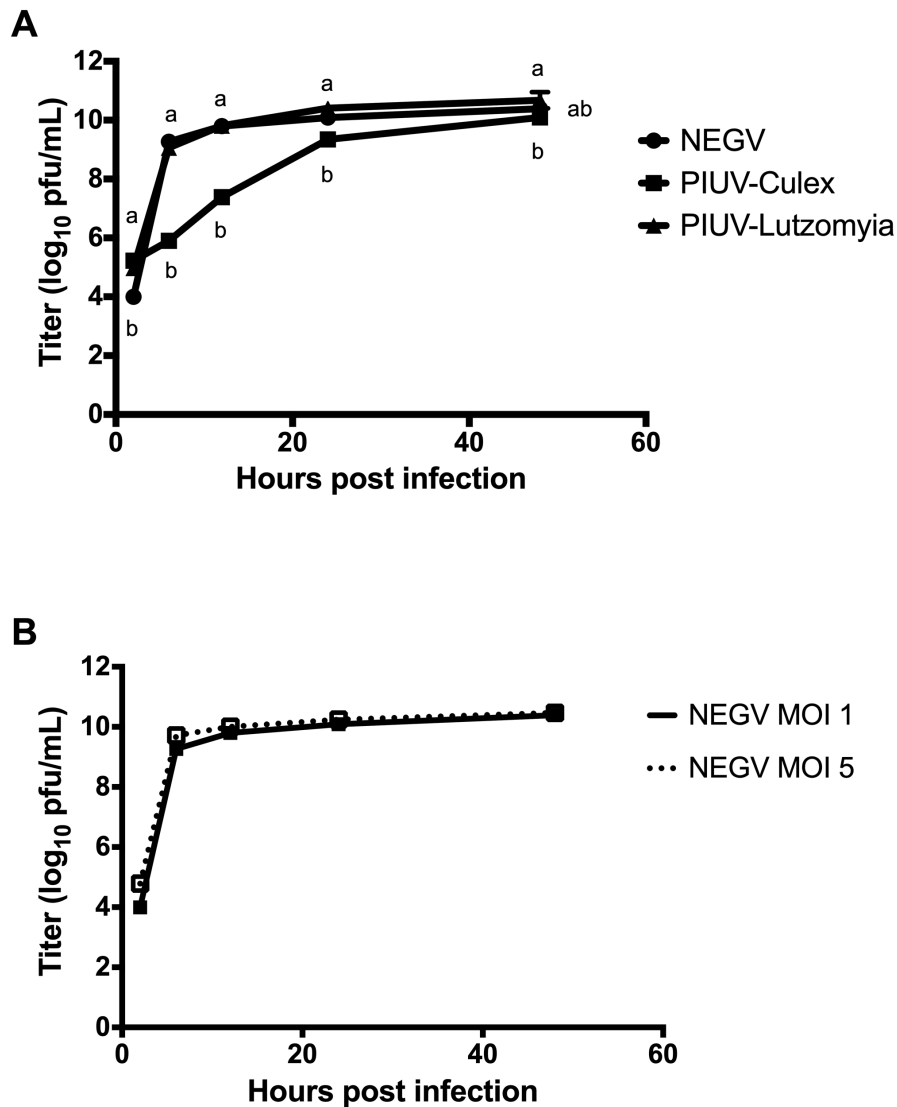 A
12
10
8
6
4
2
0
Titer (log10 pfu/mL)
a
a
a
a
a
ab
b
b
b
b
b
0
20
40
60
Hours post infection
NEGV
PIUV-Culex
PIUV-Lutzomyia
B
12
10
8
6
4
2
0
Titer (log10 pfu/mL)
0
20
40
60
Hours post infection
NEGV MOI 1
NEGV MOI 5